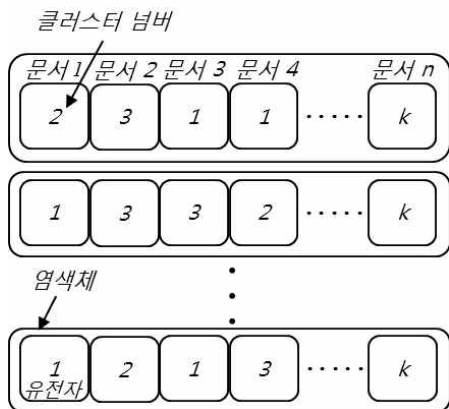 클러스터 넘버
문서 1 문서 2 문서 3 문서 4 문서 n
2 3 1 1 ····· k
1 3 3 2 ····· k
염색체
1 2 1 3 ····· k
유전자